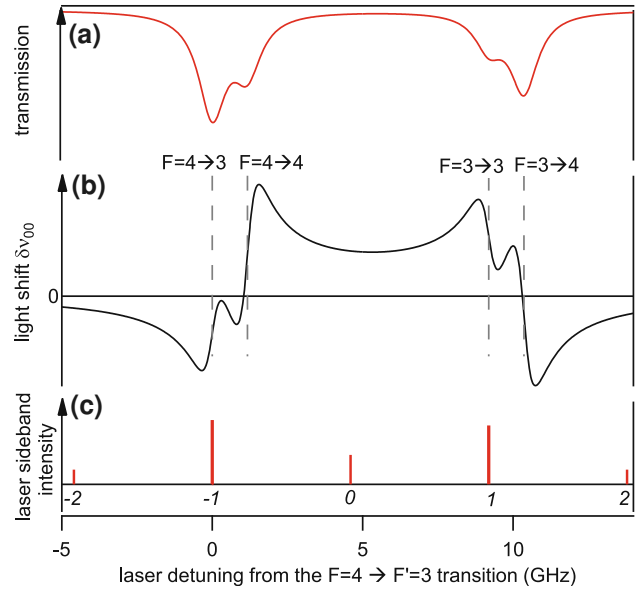 transmission
(a)
F=4→3
F=4→4
F=3→3
F=3→4
(b)
light shift δν00
0
(c)
laser sideband
intensity
-2
-1
0
1
2
-5
0
5
10
laser detuning from the F=4 → F'=3 transition (GHz)